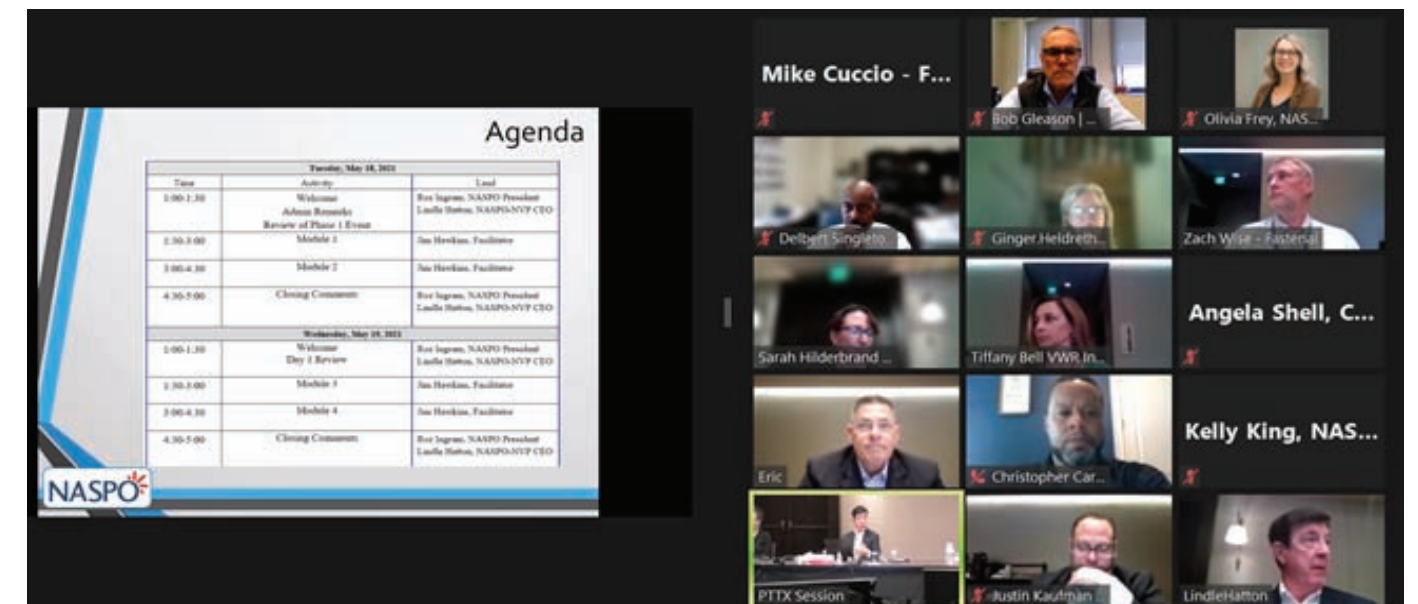 Agenda
Tuesday, May 18, 2021
Time Activity Lead
1:00-1:30 Welcome Roz Ingram, NASPO President
Admin Remarks Lindle Hatton, NASPO-NVP CEO
Review of Phase 1 Event
1:30-3:00 Module 1 Jim Hawkins, Facilitator
3:00-4:30 Module 2 Jim Hawkins, Facilitator
4:30-5:00 Closing Comments Roz Ingram, NASPO President
Lindle Hatton, NASPO-NVP CEO
Wednesday, May 19, 2021
1:00-1:30 Welcome Roz Ingram, NASPO President
Day 1 Review Lindle Hatton, NASPO-NVP CEO
1:30-3:00 Module 3 Jim Hawkins, Facilitator
3:00-4:30 Module 4 Jim Hawkins, Facilitator
4:30-5:00 Closing Comments Roz Ingram, NASPO President
Lindle Hatton, NASPO-NVP CEO
NASPO
Mike Cuccio - F...
Bob Gleason | ...
Olivia Frey, NAS...
Delbert Singleto...
Ginger.Heldreth...
Zach Wise - Fastenal
Sarah Hilderbrand ...
Tiffany Bell VWR In...
Angela Shell, C...
Eric
Christopher Car...
Kelly King, NAS...
PTTX Session
Justin Kaufman
LindleHatton